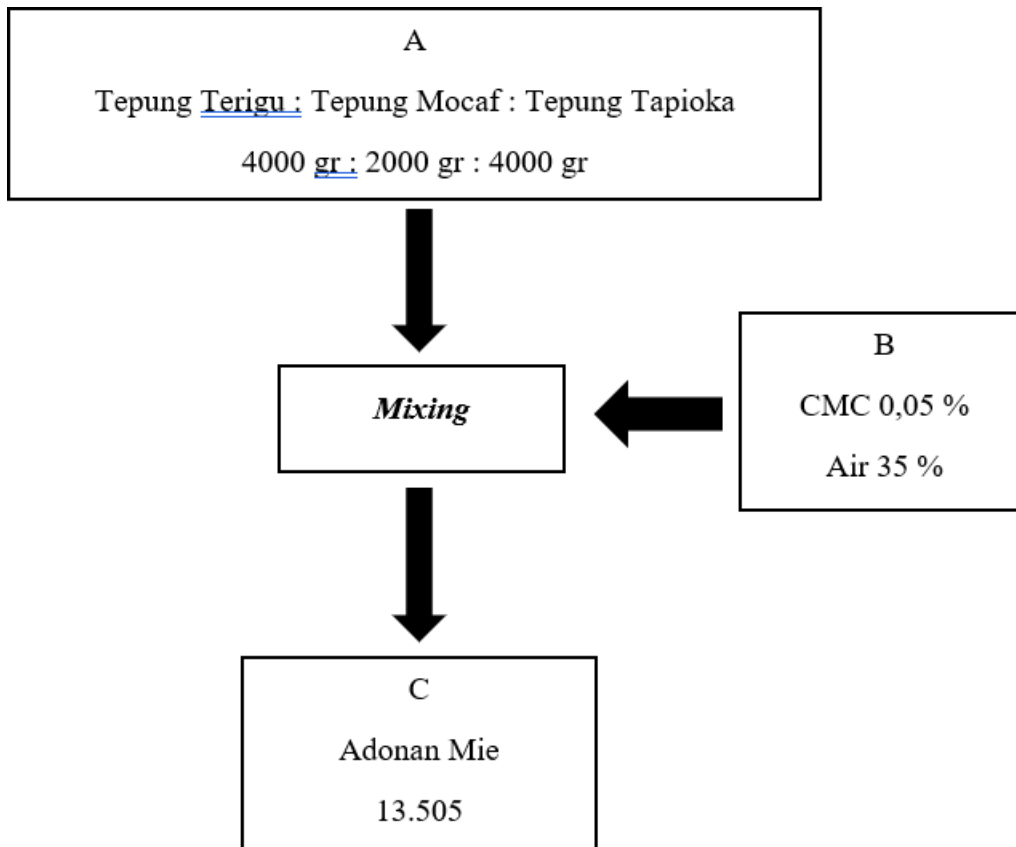 A
Tepung Terigu : Tepung Mocaf : Tepung Tapioka
4000 gr : 2000 gr : 4000 gr
Mixing
B
CMC 0,05 %
Air 35 %
C
Adonan Mie
13.505